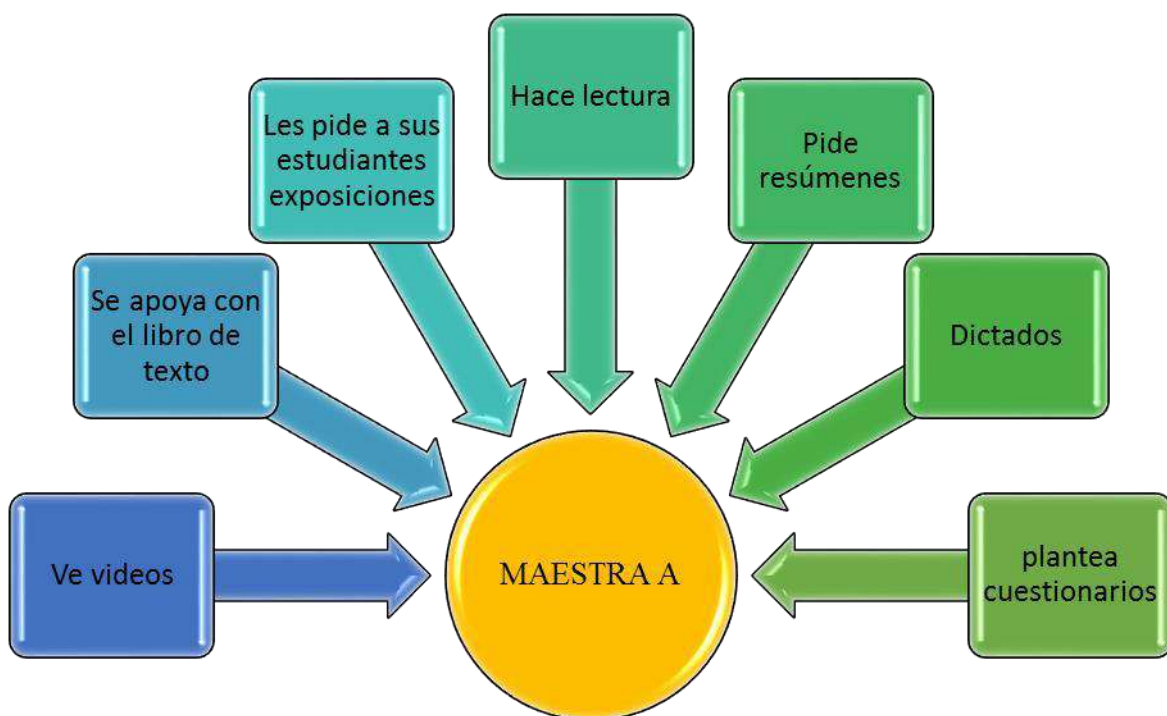 Ve videos
Se apoya con
el libro de
texto
Les pide a sus
estudiantes
exposiciones
Hace lectura
Pide
resúmenes
Dictados
plantea
cuestionarios
MAESTRA A